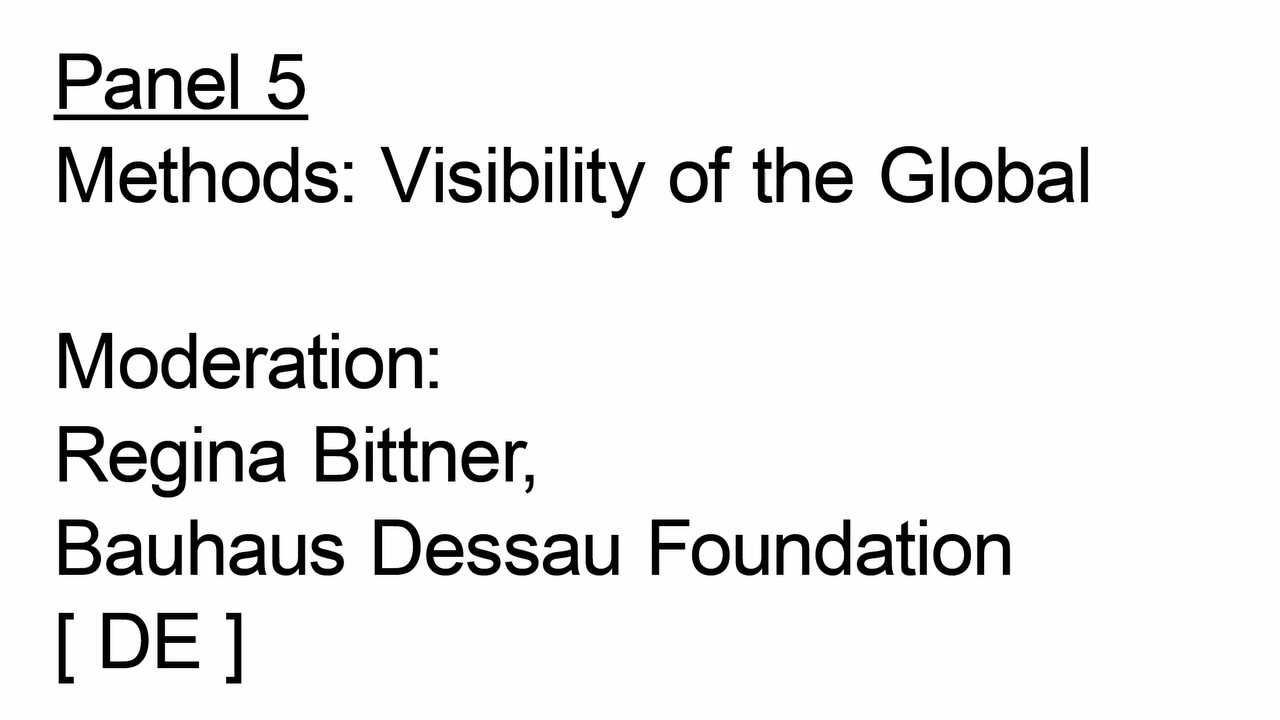 Panel 5
Methods: Visibility of the Global
Moderation:
Regina Bittner,
Bauhaus Dessau Foundation
[ DE ]